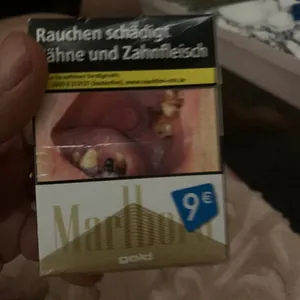 Rauchen schädigt
Zähne und Zahnfleisch
9€
Marlboro
gold